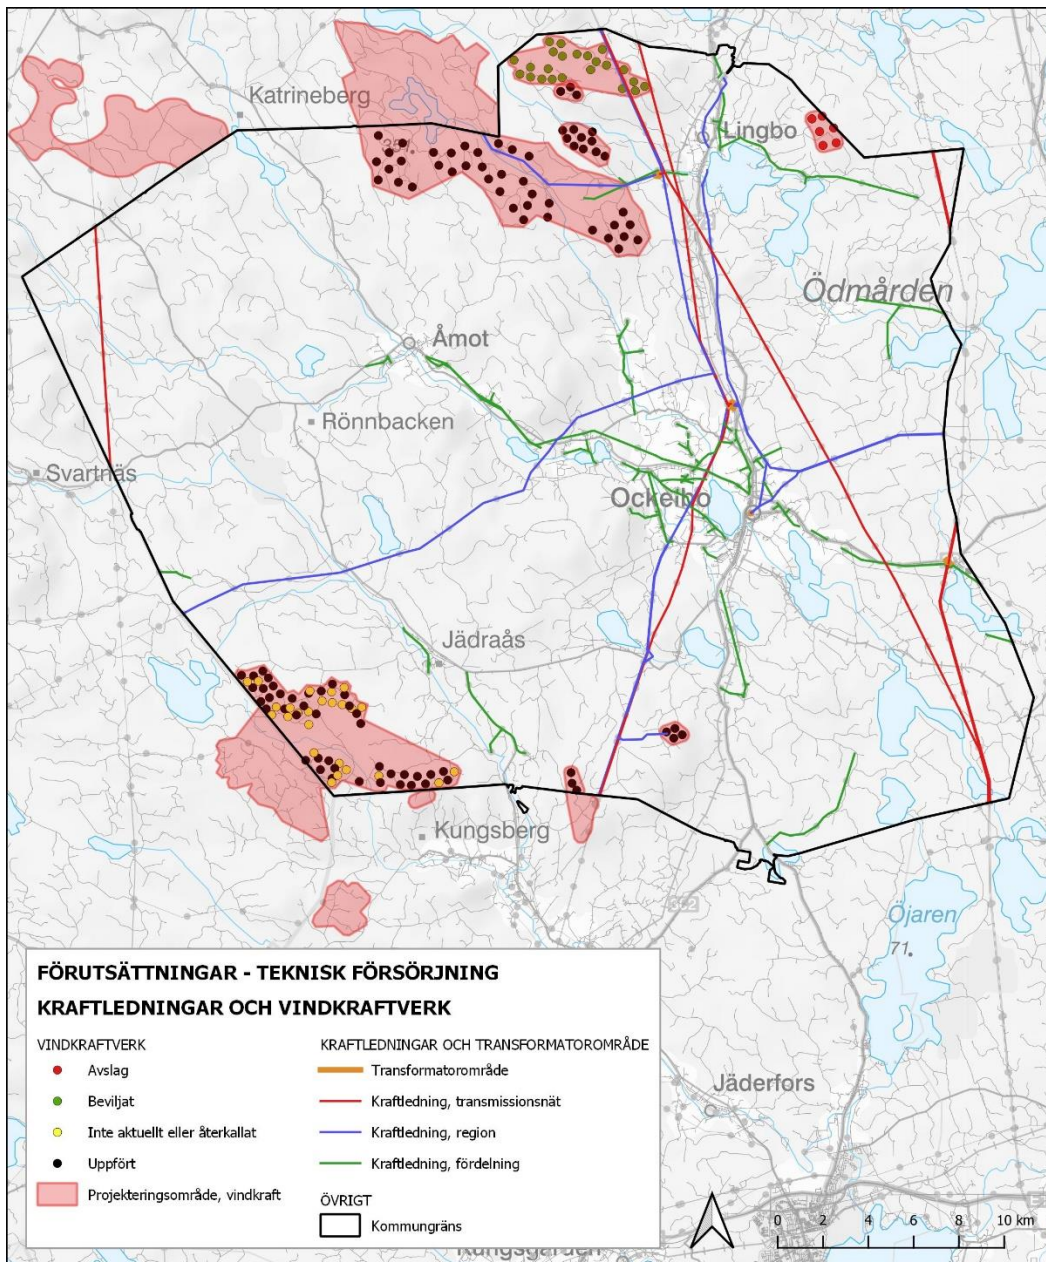 Katrineberg
Lingbo
Ödmården
Åmot
Rönnbacken
Svartnäs
Ockelbo
Jädraås
Kungsberg
Öjaren
71
FÖRUTSÄTTNINGAR - TEKNISK FÖRSÖRJNING
KRAFTLEDNINGAR OCH VINDKRAFTVERK
VINDKRAFTVERK
Avslag
Beviljat
Inte aktuellt eller återkallat
Uppfört
Projekteringsområde, vindkraft
KRAFTLEDNINGAR OCH TRANSFORMATOROMRÅDE
Transformatorområde
Kraftledning, transmissionsnät
Kraftledning, region
Kraftledning, fördelning
ÖVRIGT
Kommungräns
Jäderfors
0 2 4 6 8 10 km
Kungsgården